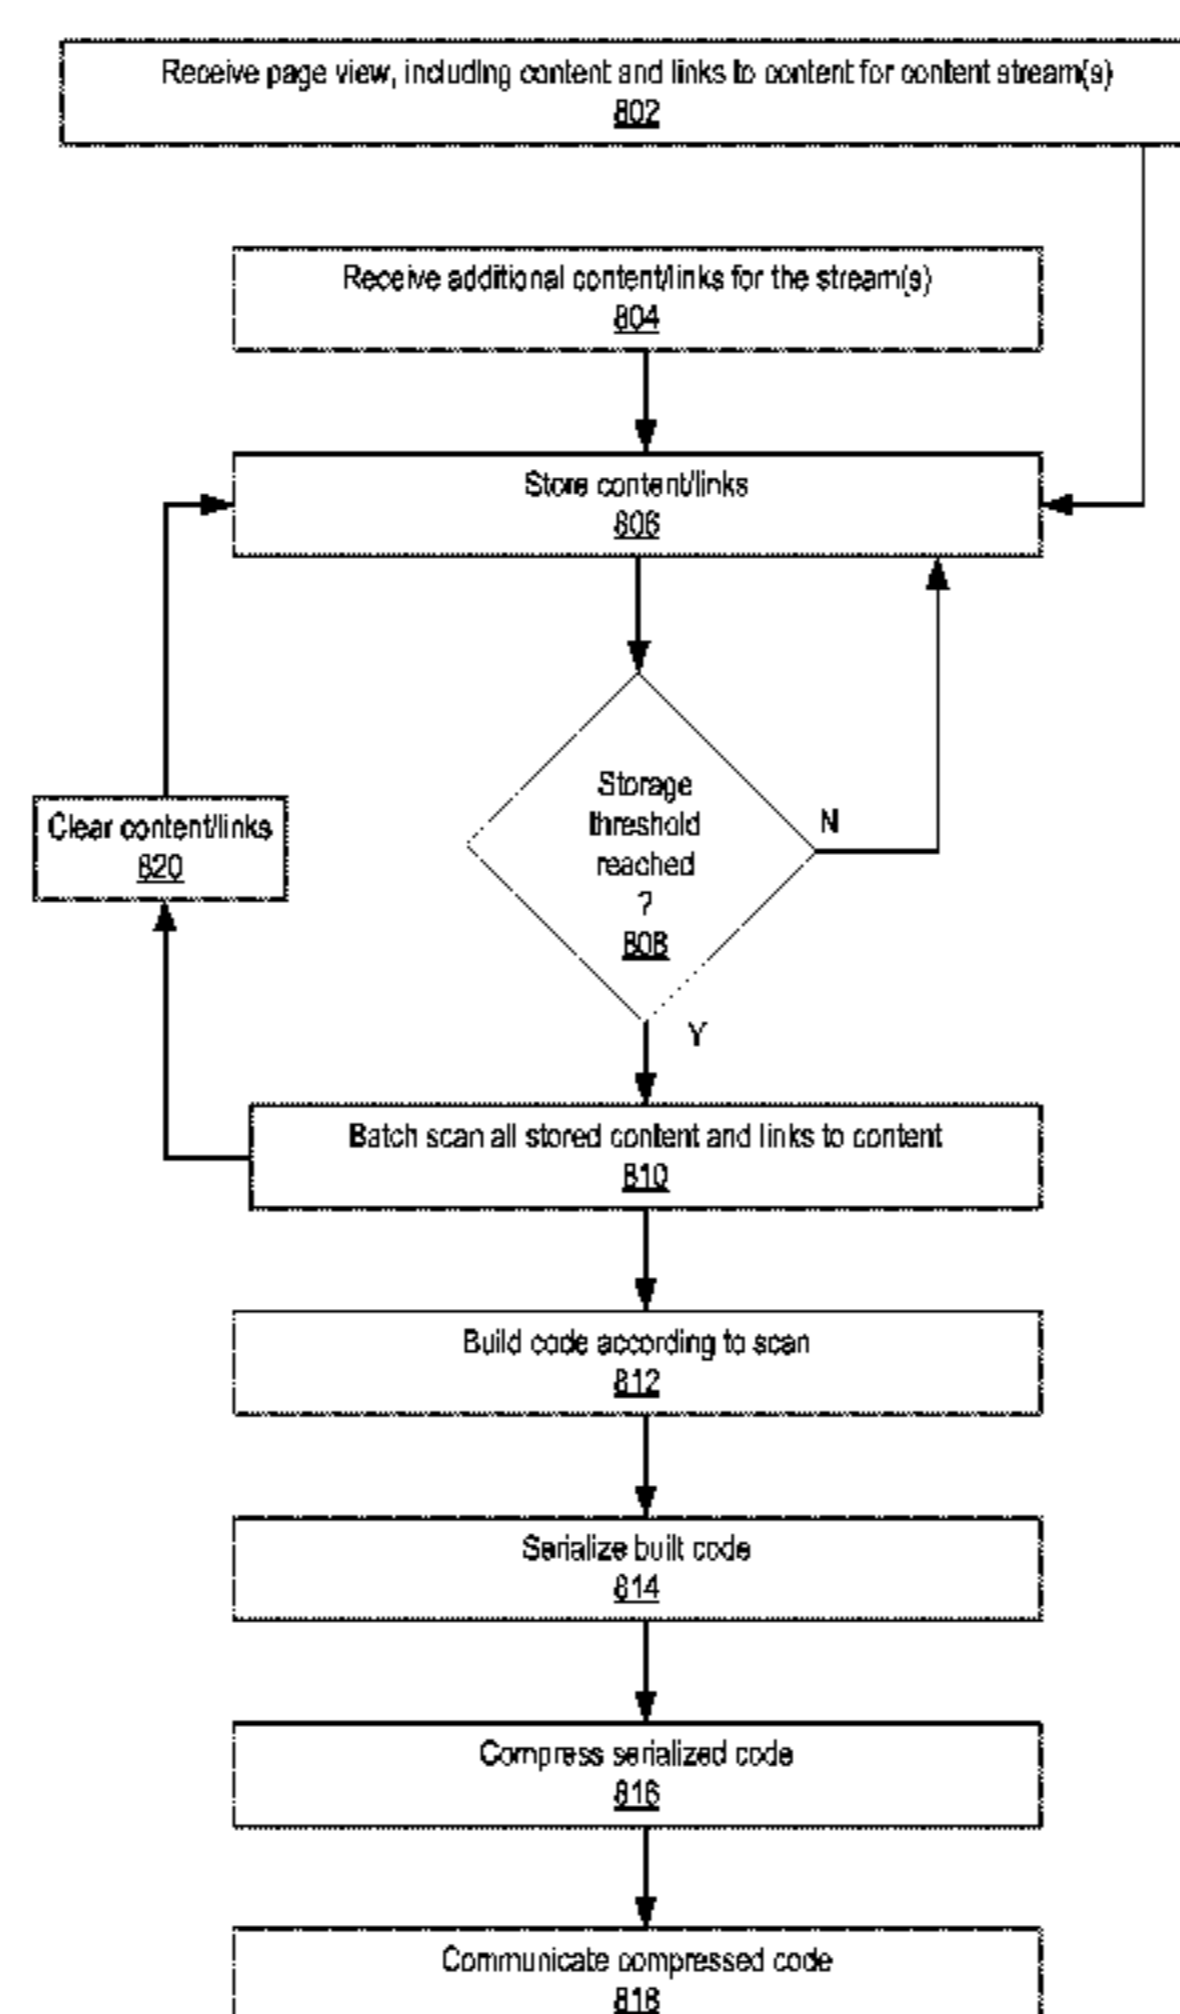 Receive page view, including content and links to content for content stream(s)
802
Receive additional content/links for the stream(s)
804
Store content/links
806
Storage
threshold
reached
?
808
N
Y
Clear content/links
820
Batch scan all stored content and links to content
810
Build code according to scan
812
Serialize built code
814
Compress serialized code
816
Communicate compressed code
818